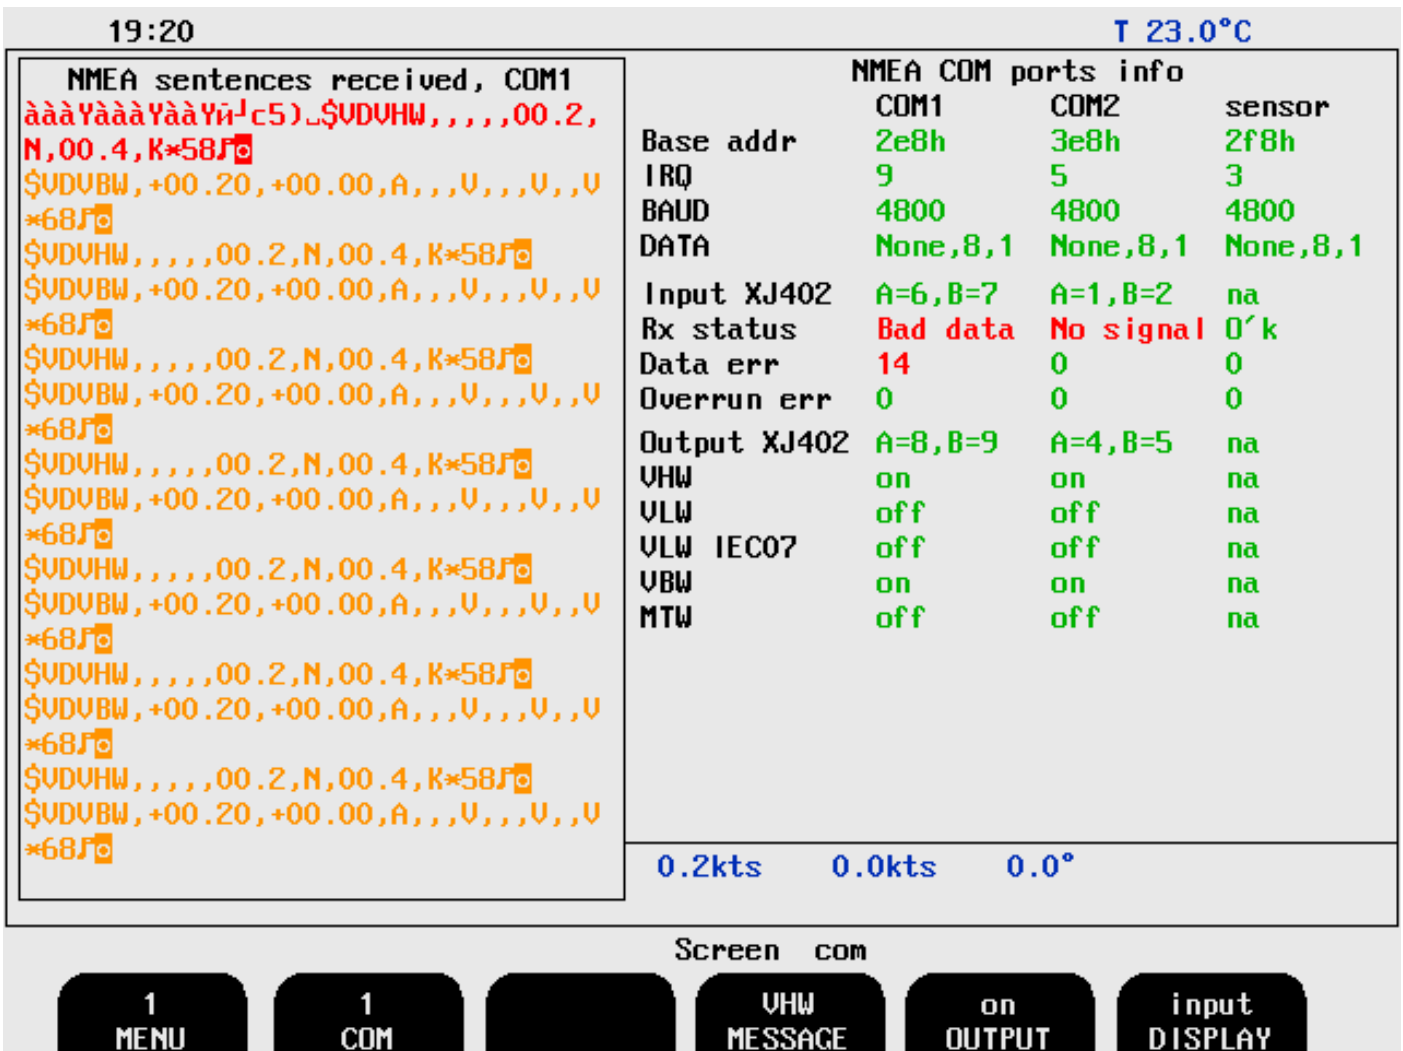 19:20 T 23.0°C
NMEA sentences received, COM1
àààYàààYààYй┘c5)␣$VDVHW,,,,,00.2,
N,00.4,K*58♪◙
$VDVBW,+00.20,+00.00,A,,,V,,,V,,V
*68♪◙
$VDVHW,,,,,00.2,N,00.4,K*58♪◙
$VDVBW,+00.20,+00.00,A,,,V,,,V,,V
*68♪◙
$VDVHW,,,,,00.2,N,00.4,K*58♪◙
$VDVBW,+00.20,+00.00,A,,,V,,,V,,V
*68♪◙
$VDVHW,,,,,00.2,N,00.4,K*58♪◙
$VDVBW,+00.20,+00.00,A,,,V,,,V,,V
*68♪◙
$VDVHW,,,,,00.2,N,00.4,K*58♪◙
$VDVBW,+00.20,+00.00,A,,,V,,,V,,V
*68♪◙
$VDVHW,,,,,00.2,N,00.4,K*58♪◙
$VDVBW,+00.20,+00.00,A,,,V,,,V,,V
*68♪◙
$VDVHW,,,,,00.2,N,00.4,K*58♪◙
$VDVBW,+00.20,+00.00,A,,,V,,,V,,V
*68♪◙
NMEA COM ports info
COM1 COM2 sensor
Base addr 2e8h 3e8h 2f8h
IRQ 9 5 3
BAUD 4800 4800 4800
DATA None,8,1 None,8,1 None,8,1
Input XJ402 A=6,B=7 A=1,B=2 na
Rx status Bad data No signal O´k
Data err 14 0 0
Overrun err 0 0 0
Output XJ402 A=8,B=9 A=4,B=5 na
VHW on on na
VLW off off na
VLW IEC07 off off na
VBW on on na
MTW off off na
0.2kts 0.0kts 0.0°
Screen com
1 1 VHW on input
MENU COM MESSAGE OUTPUT DISPLAY